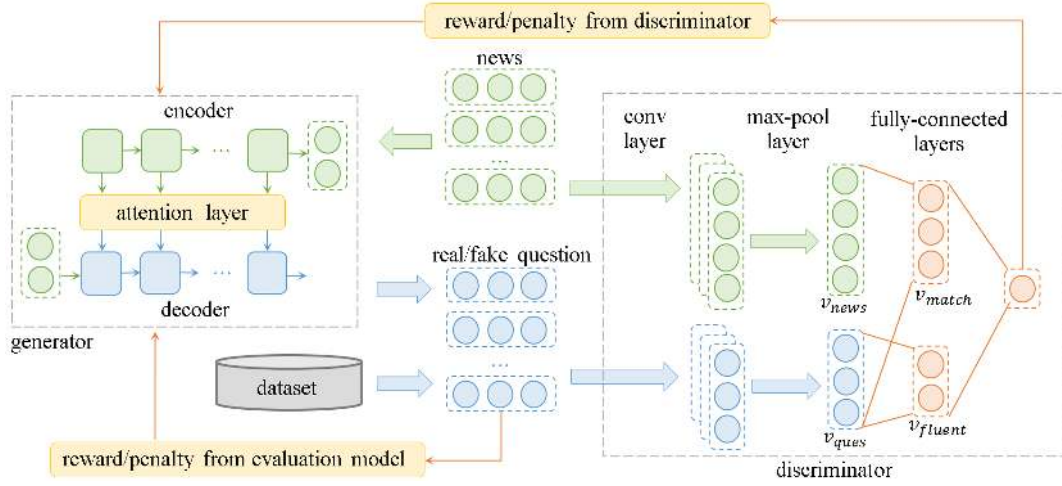 reward/penalty from discriminator
news
encoder
conv
layer
max-pool
layer
fully-connected
layers
...
...
attention layer
real/fake question
...
decoder
generator
v_news
v_match
dataset
...
v_ques
v_fluent
reward/penalty from evaluation model
discriminator